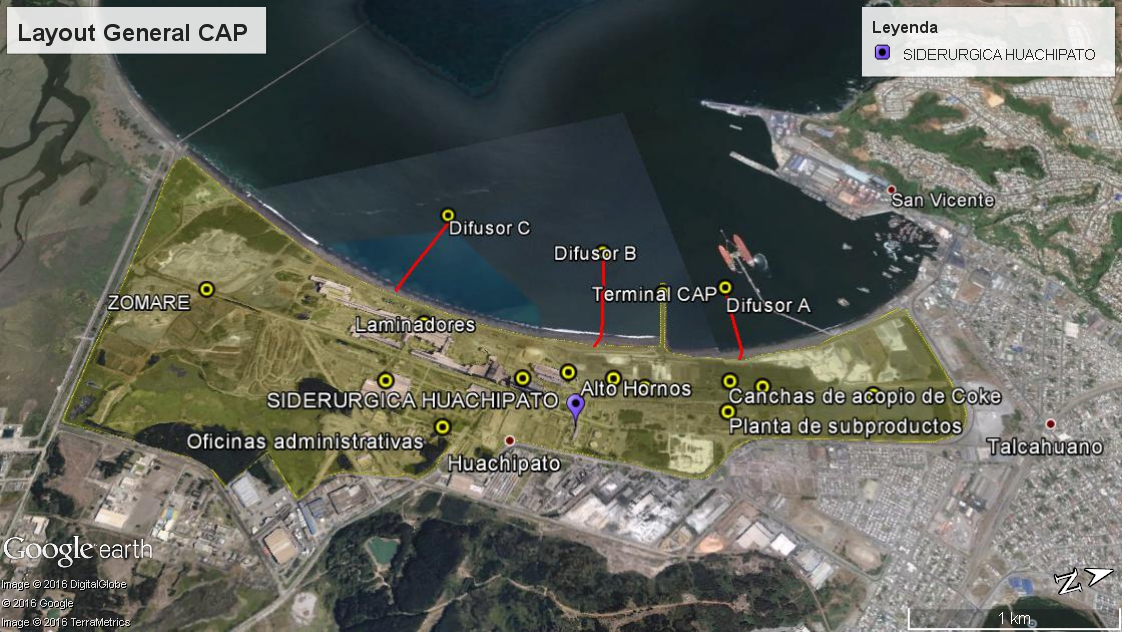 Layout General CAP
Leyenda
SIDERURGICA HUACHIPATO
San Vicente
Difusor C
Difusor B
Terminal CAP
Difusor A
ZOMARE
Laminadores
Alto Hornos
SIDERURGICA HUACHIPATO
Canchas de acopio de Coke
Planta de subproductos
Oficinas administrativas
Huachipato
Talcahuano
Google earth
Image © 2016 DigitalGlobe
© 2016 Google
Image © 2016 TerraMetrics
N
1 km